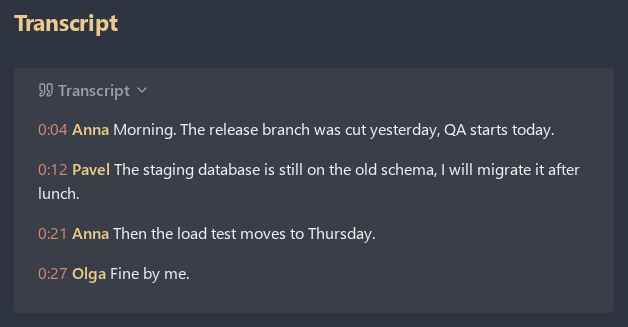 Transcript
Transcript
0:04 Anna Morning. The release branch was cut yesterday, QA starts today.
0:12 Pavel The staging database is still on the old schema, I will migrate it after
lunch.
0:21 Anna Then the load test moves to Thursday.
0:27 Olga Fine by me.